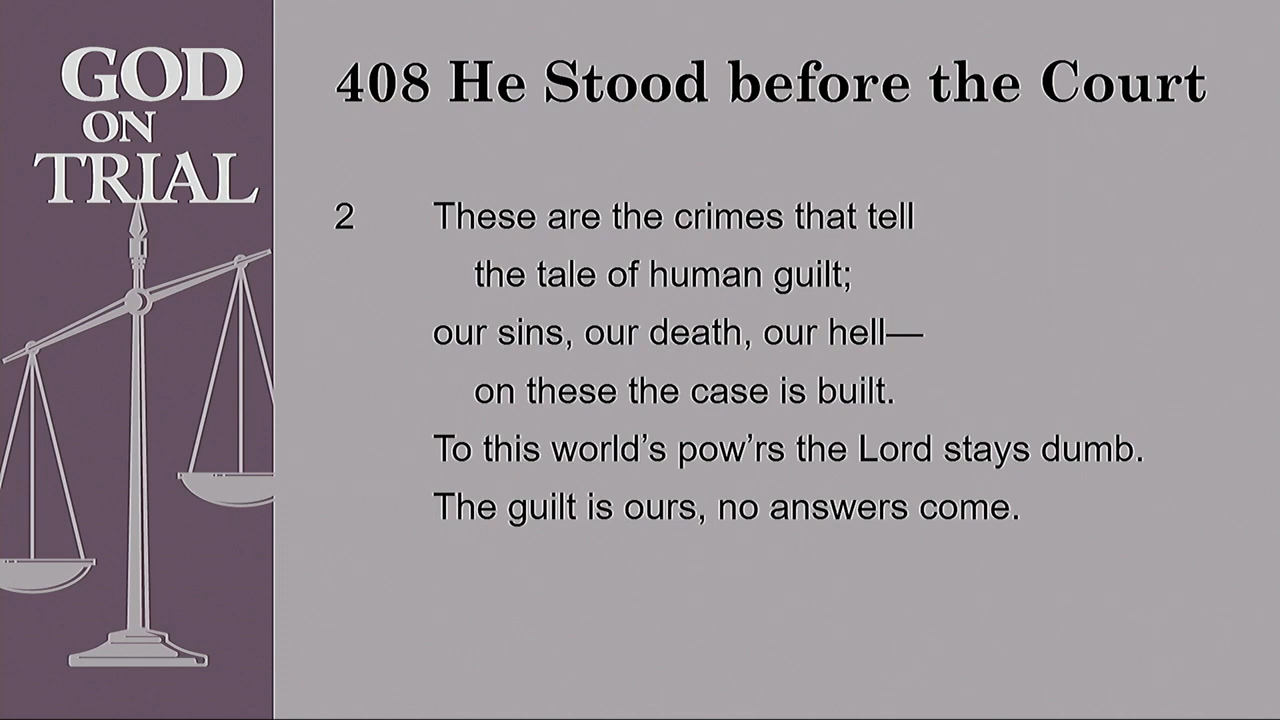 GOD
ON
TRIAL
408 He Stood before the Court
2 These are the crimes that tell
the tale of human guilt;
our sins, our death, our hell—
on these the case is built.
To this world’s pow’rs the Lord stays dumb.
The guilt is ours, no answers come.